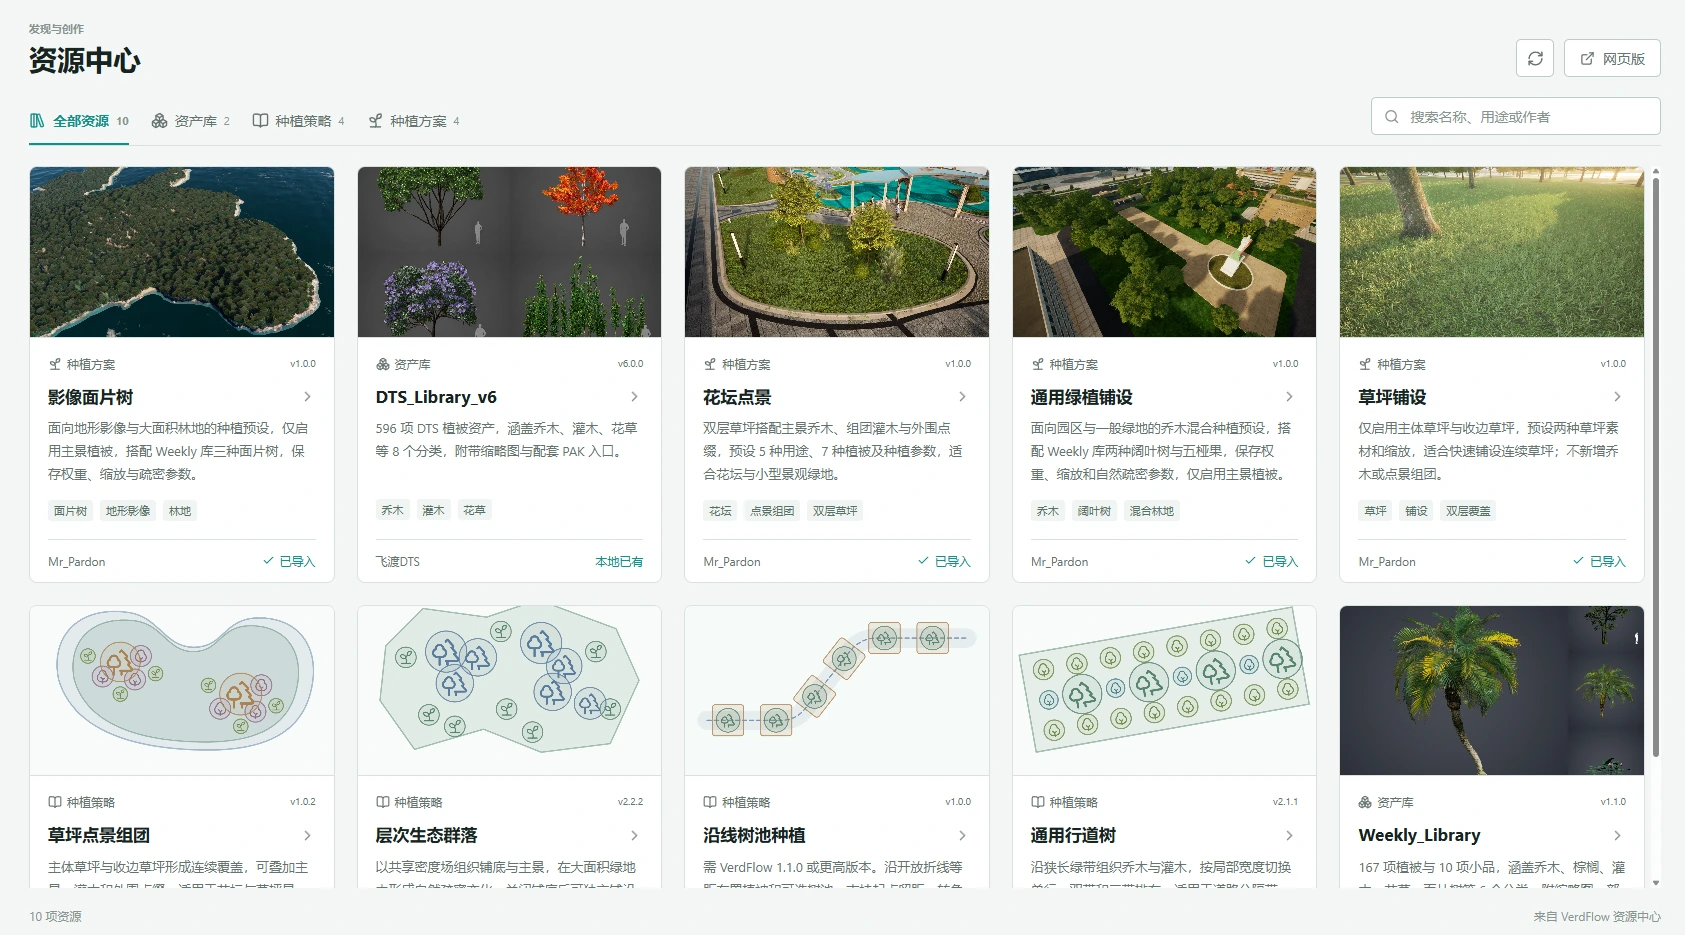 发现与创作
资源中心
网页版
全部资源 10
资产库 2
种植策略 4
种植方案 4
搜索名称、用途或作者
种植方案 v1.0.0
影像面片树
面向地形影像与大面积林地的种植预设，仅启
用主景植被，搭配 Weekly 库三种面片树，保
存权重、缩放与疏密参数。
面片树 地形影像 林地
Mr_Pardon 已导入
资产库 v6.0.0
DTS_Library_v6
596 项 DTS 植被资产，涵盖乔木、灌木、花草
等 8 个分类，附带缩略图与配套 PAK 入口。
乔木 灌木 花草
飞渡DTS 本地已有
种植方案 v1.0.0
花坛点景
双层草坪搭配主景乔木、组团灌木与外围点
缀，预设 5 种用途、7 种植被及种植参数，适
合花坛与小型景观绿地。
花坛 点景组团 双层草坪
Mr_Pardon 已导入
种植方案 v1.0.0
通用绿植铺设
面向园区与一般绿地的乔木混合种植预设，搭
配 Weekly 库两种阔叶树与五桠果，保存权
重、缩放和自然疏密参数，仅启用主景植被。
乔木 阔叶树 混合林地
Mr_Pardon 已导入
种植方案 v1.0.0
草坪铺设
仅启用主体草坪与收边草坪，预设两种草坪素
材和缩放，适合快速铺设连续草坪；不新增乔
木或点景组团。
草坪 铺设 双层覆盖
Mr_Pardon 已导入
种植策略 v1.0.2
草坪点景组团
主体草坪与收边草坪形成连续覆盖，可叠加主
种植策略 v2.2.2
层次生态群落
以共享密度场组织铺底与主景，在大面积绿地
种植策略 v1.0.0
沿线树池种植
需 VerdFlow 1.1.0 或更高版本。沿开放折线等
种植策略 v2.1.1
通用行道树
沿狭长绿带组织乔木与灌木，按局部宽度切换
资产库 v1.1.0
Weekly_Library
167 项植被与 10 项小品，涵盖乔木、棕榈、灌
10 项资源
来自 VerdFlow 资源中心